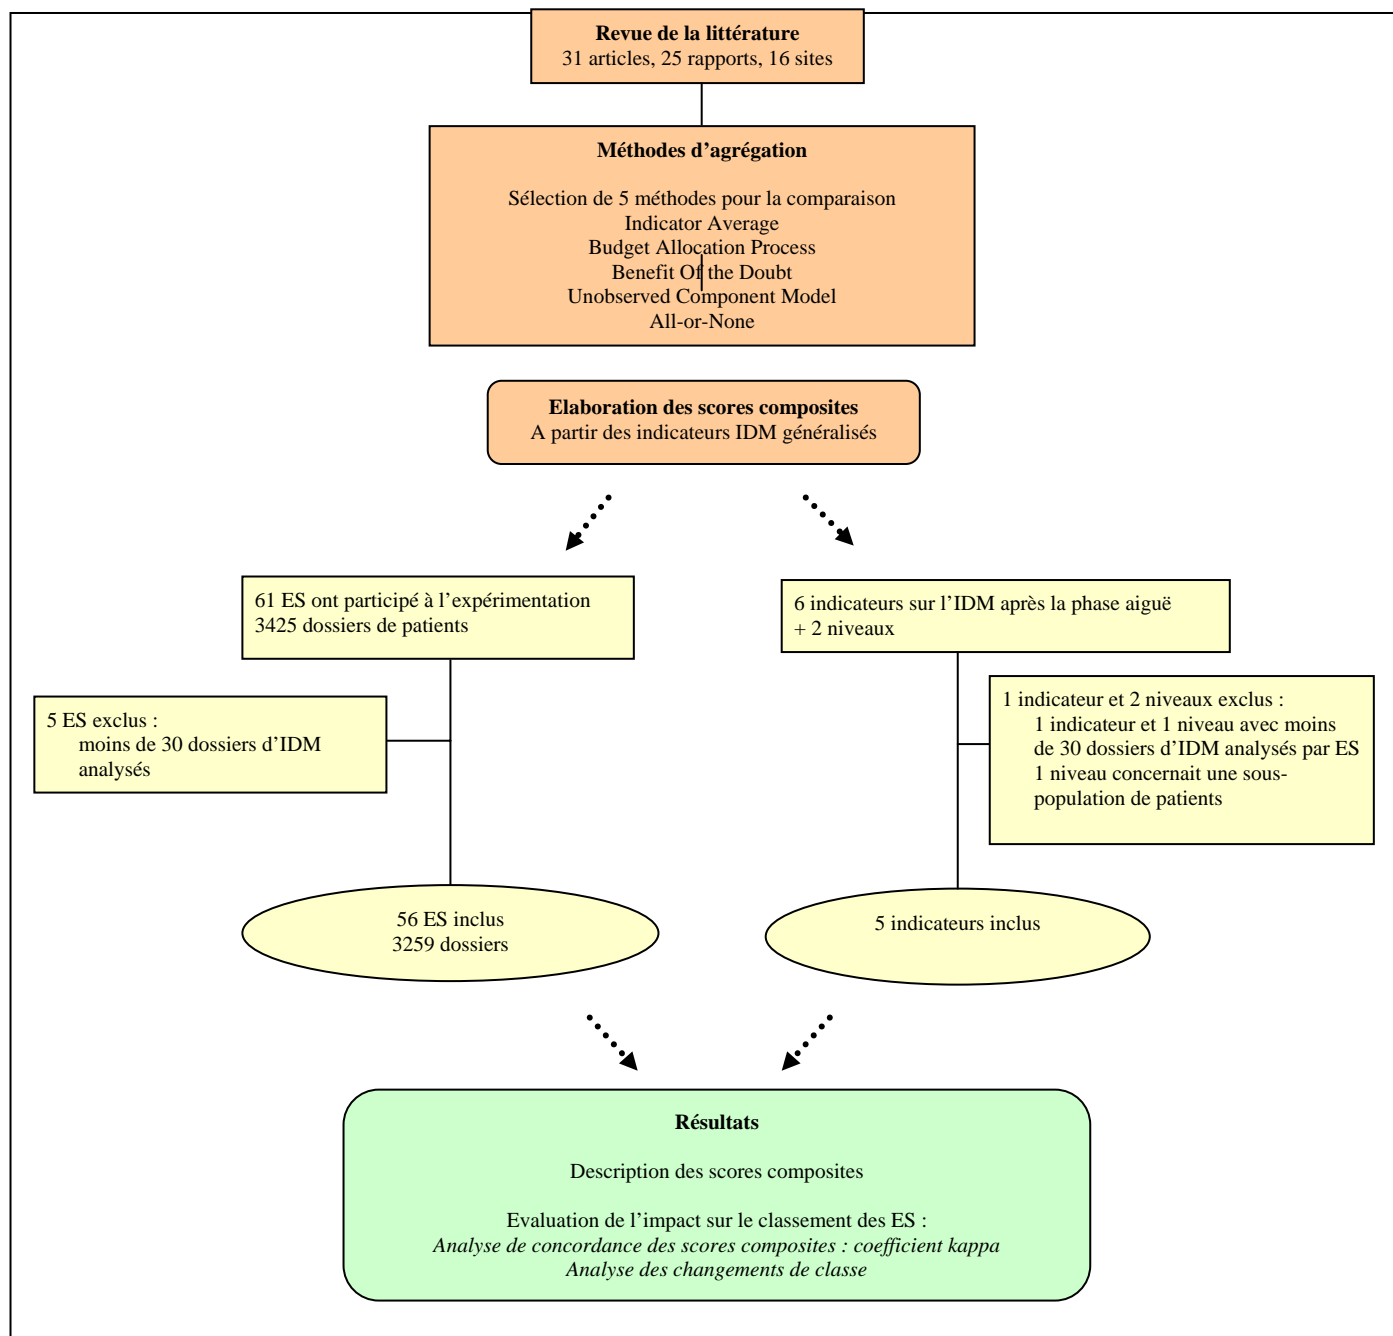 Revue de la littérature
31 articles, 25 rapports, 16 sites
Méthodes d'agrégation
Sélection de 5 méthodes pour la comparaison
Indicator Average
Budget Allocation Process
Benefit Of the Doubt
Unobserved Component Model
All-or-None
Elaboration des scores composites
A partir des indicateurs IDM généralisés
61 ES ont participé à l’expérimentation
3425 dossiers de patients
6 indicateurs sur l’IDM après la phase aiguë
+ 2 niveaux
5 ES exclus :
moins de 30 dossiers d’IDM
analysés
1 indicateur et 2 niveaux exclus :
1 indicateur et 1 niveau avec moins
de 30 dossiers d’IDM analysés par ES
1 niveau concernait une sous-
population de patients
56 ES inclus
3259 dossiers
5 indicateurs inclus
Résultats
Description des scores composites
Evaluation de l’impact sur le classement des ES :
Analyse de concordance des scores composites : coefficient kappa
Analyse des changements de classe